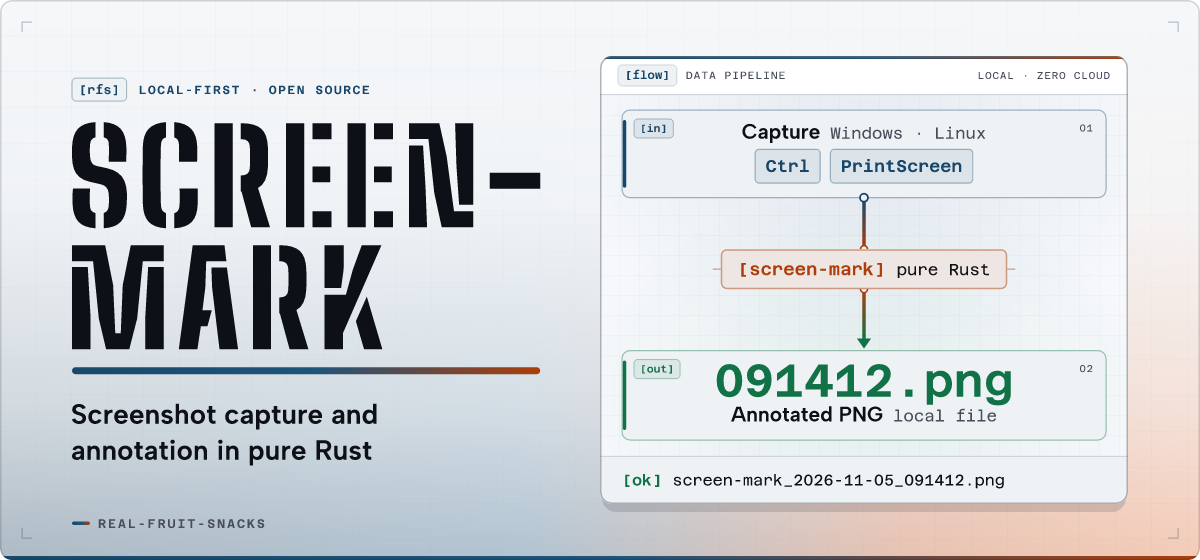 [rfs] LOCAL-FIRST · OPEN SOURCE
SCREEN-
MARK
Screenshot capture and
annotation in pure Rust
REAL-FRUIT-SNACKS
[flow] DATA PIPELINE LOCAL · ZERO CLOUD
[in] Capture Windows · Linux 01
Ctrl PrintScreen
[screen-mark] pure Rust
[out] 091412.png 02
Annotated PNG local file
[ok] screen-mark_2026-11-05_091412.png